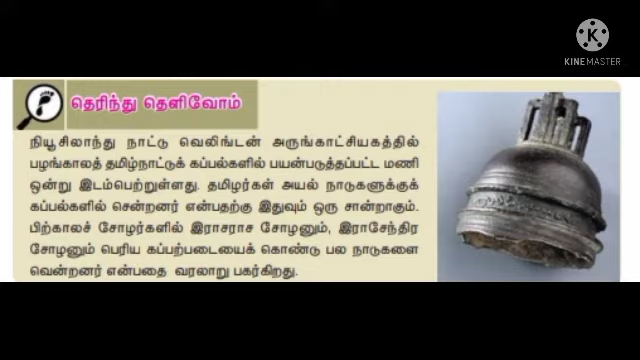 K
KINEMASTER
தெரிந்து தெளிவோம்
நியூசிலாந்து நாட்டு வெலிங்டன் அருங்காட்சியகத்தில்
பழங்காலத் தமிழ்நாட்டுக் கப்பல்களில் பயன்படுத்தப்பட்ட மணி
ஒன்று இடம்பெற்றுள்ளது. தமிழர்கள் அயல் நாடுகளுக்குக்
கப்பல்களில் சென்றனர் என்பதற்கு இதுவும் ஒரு சான்றாகும்.
பிற்காலச் சோழர்களில் இராசராச சோழனும், இராசேந்திர
சோழனும் பெரிய கப்பற்படையைக் கொண்டு பல நாடுகளை
வென்றனர் என்பதை வரலாறு பகர்கிறது.